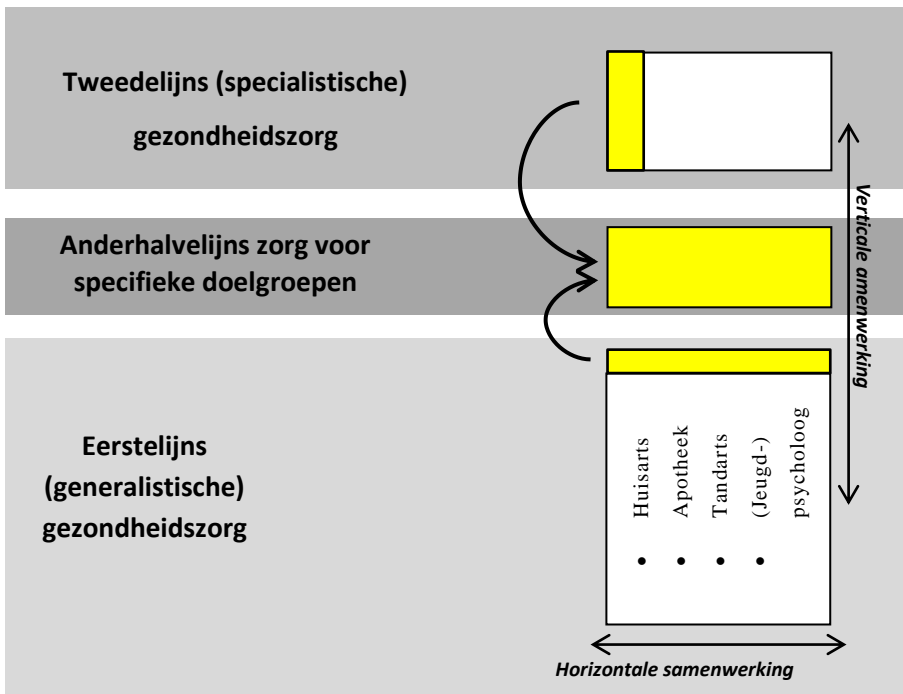 Tweedelijns (specialistische)
gezondheidszorg
Anderhalvelijns zorg voor
specifieke doelgroepen
Verticale amenwerking
Eerstelijns
(generalistische)
gezondheidszorg
• Huisarts
• Apotheek
• Tandarts
• (Jeugd-)
psycholoog
Horizontale samenwerking